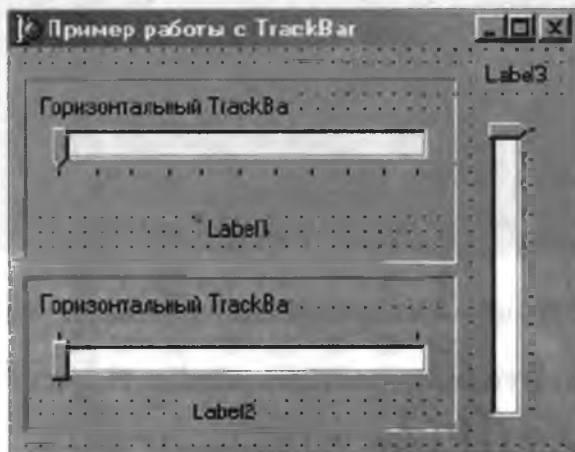 Пример работы с TrackBar
Label3
Горизонтальный TrackBa
Label1
Горизонтальный TrackBa
Label2